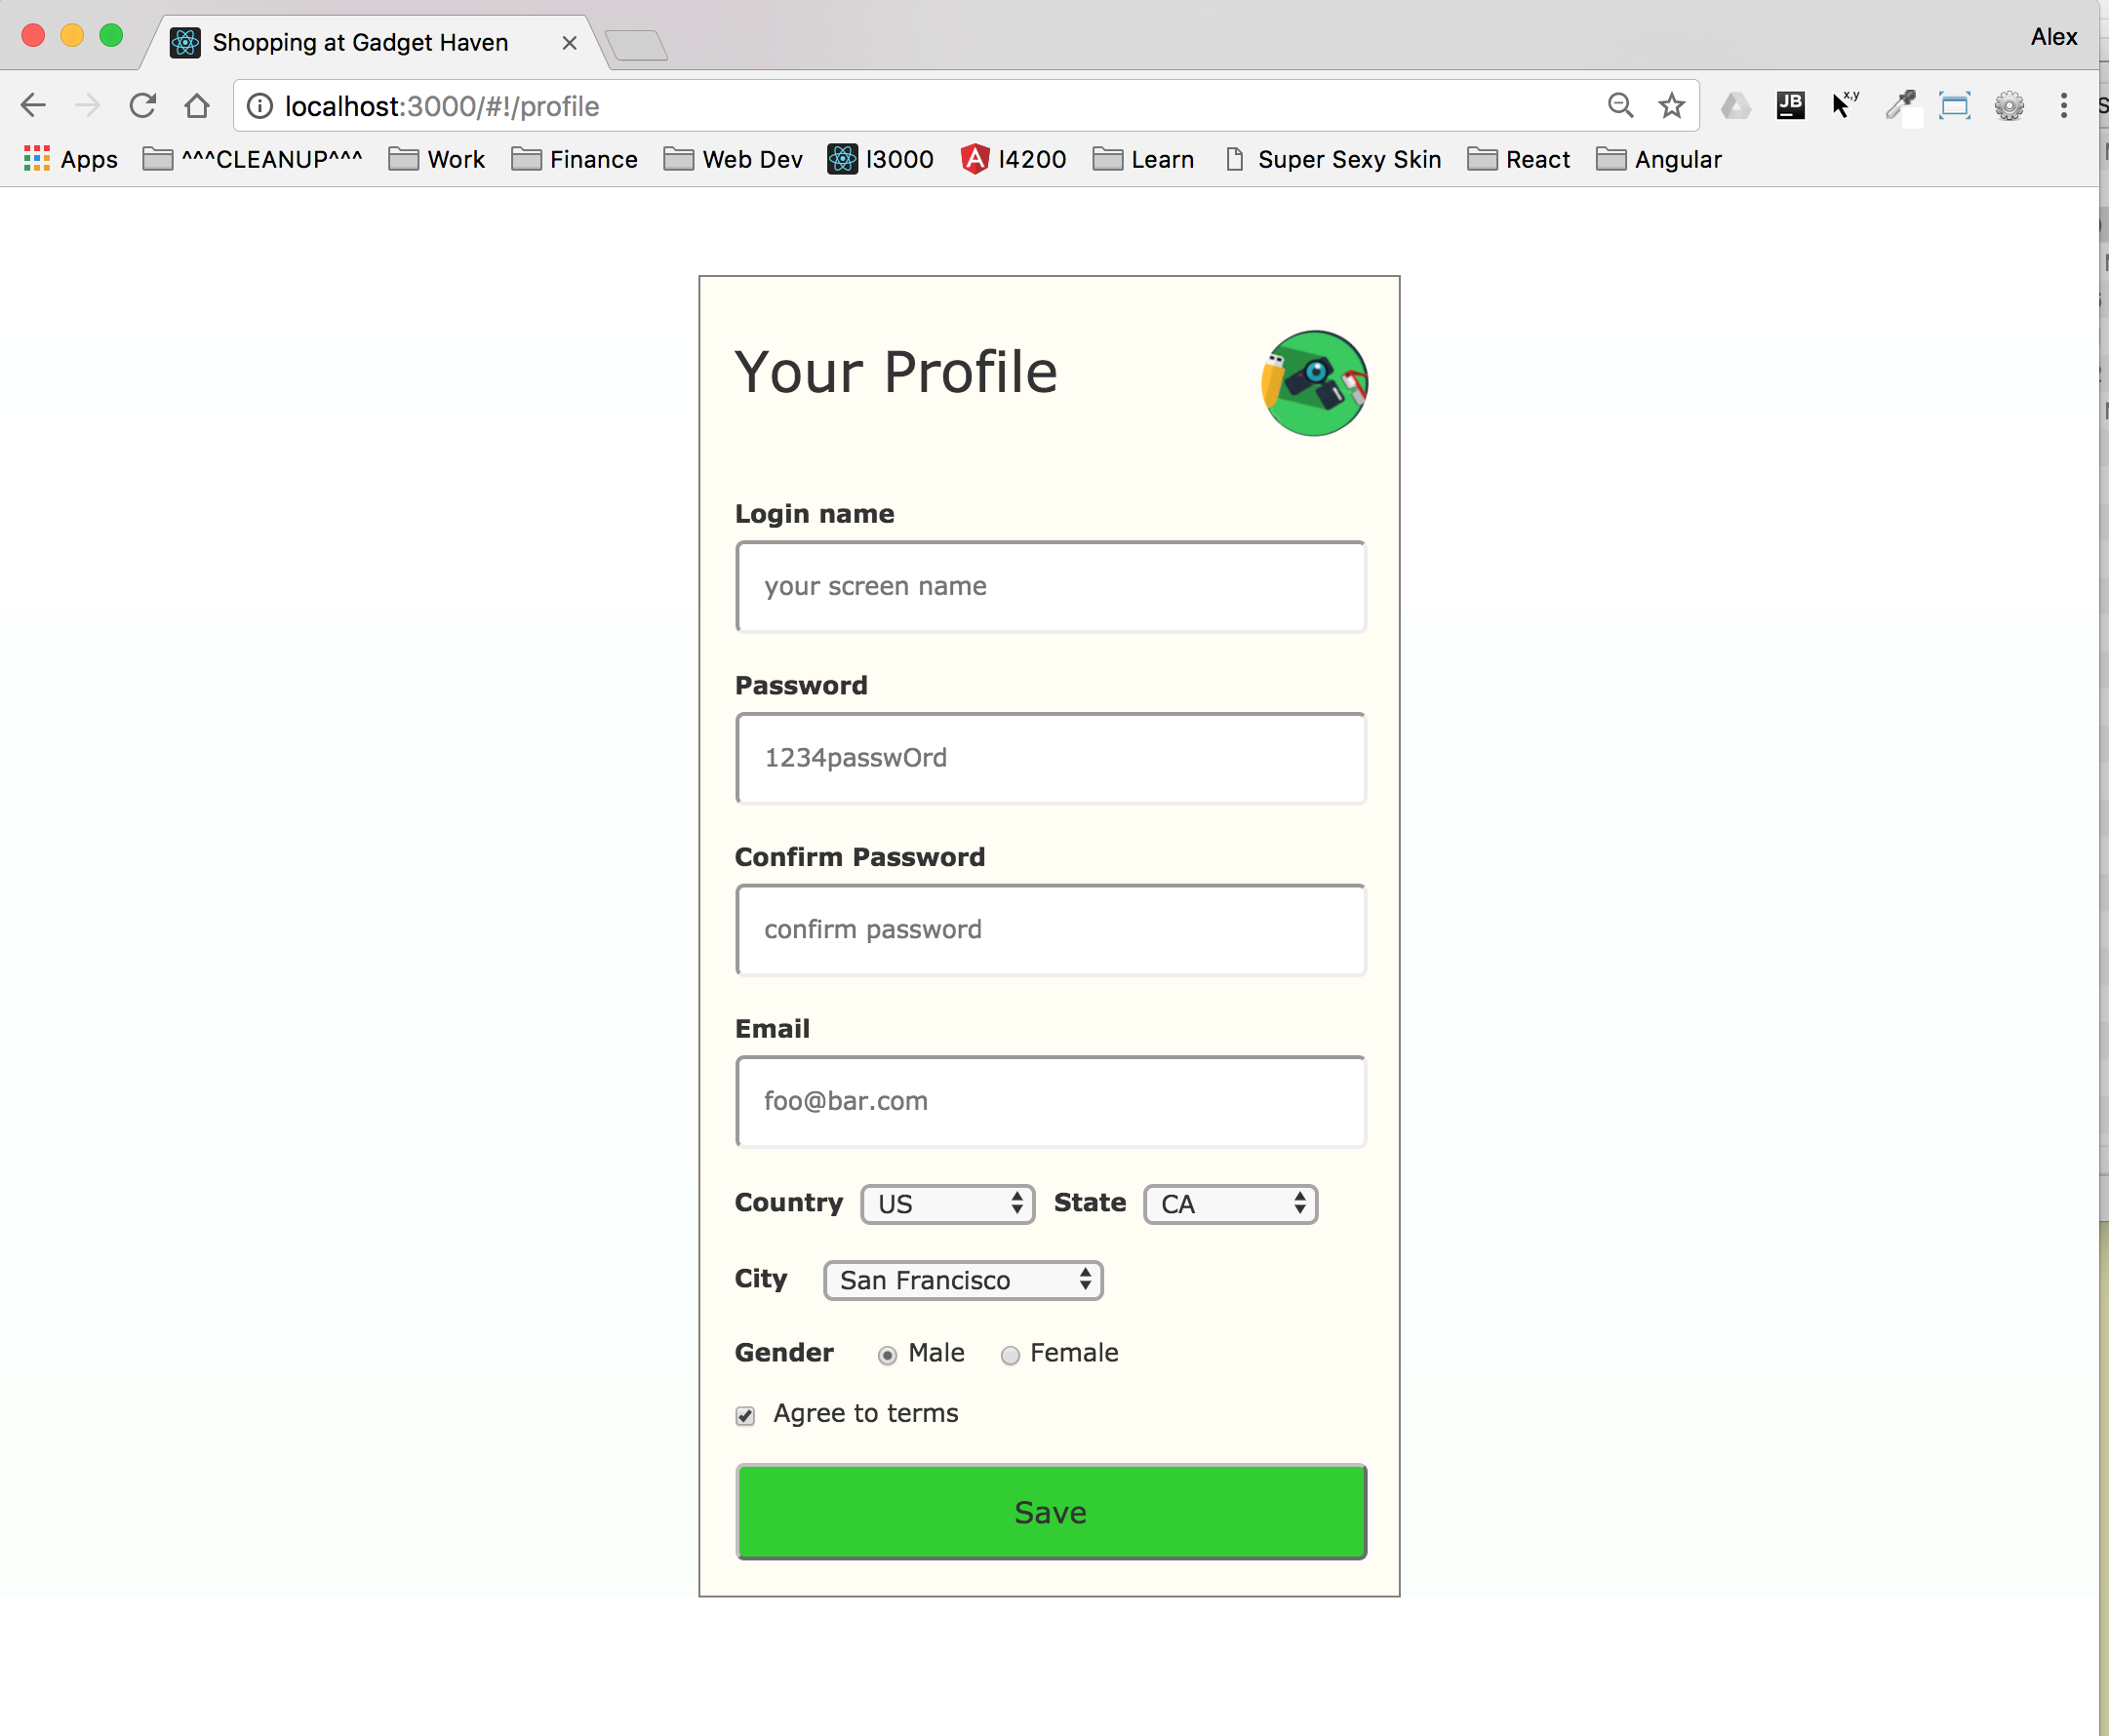 Shopping at Gadget Haven
Alex
localhost:3000/#!/profile
JB
x,y
Apps ^^^CLEANUP^^^ Work Finance Web Dev l3000 l4200 Learn Super Sexy Skin React Angular
Your Profile
Login name
your screen name
Password
1234passwOrd
Confirm Password
confirm password
Email
foo@bar.com
Country US State CA
City San Francisco
Gender Male Female
Agree to terms
Save